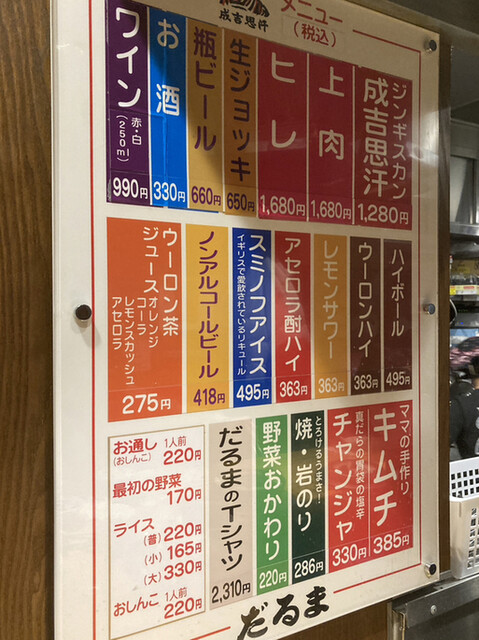 成吉思汗
メニュー
(税込)
ジンギスカン
成吉思汗
1,280円
上肉
1,680円
ヒレ
1,680円
生ジョッキ
650円
瓶ビール
660円
お酒
330円
ワイン
赤・白
(250ml)
990円
ハイボール
495円
ウーロンハイ
363円
レモンサワー
363円
アセロラ酎ハイ
363円
スミノフアイス
イギリスで愛飲されているリキュール
495円
ノンアルコールビール
418円
ウーロン茶
ジュース
オレンジ
コーラ
レモンスカッシュ
アセロラ
275円
ママの手作り
キムチ
385円
チャンジャ
真だらの胃袋の塩辛
330円
とろけるうまさ!
焼・岩のり
286円
野菜おかわり
220円
だるまのTシャツ
2,310円
お通し 1人前
(おしんこ) 220円
最初の野菜
170円
ライス
(普) 220円
(小) 165円
(大) 330円
おしんこ 1人前
220円
だるま